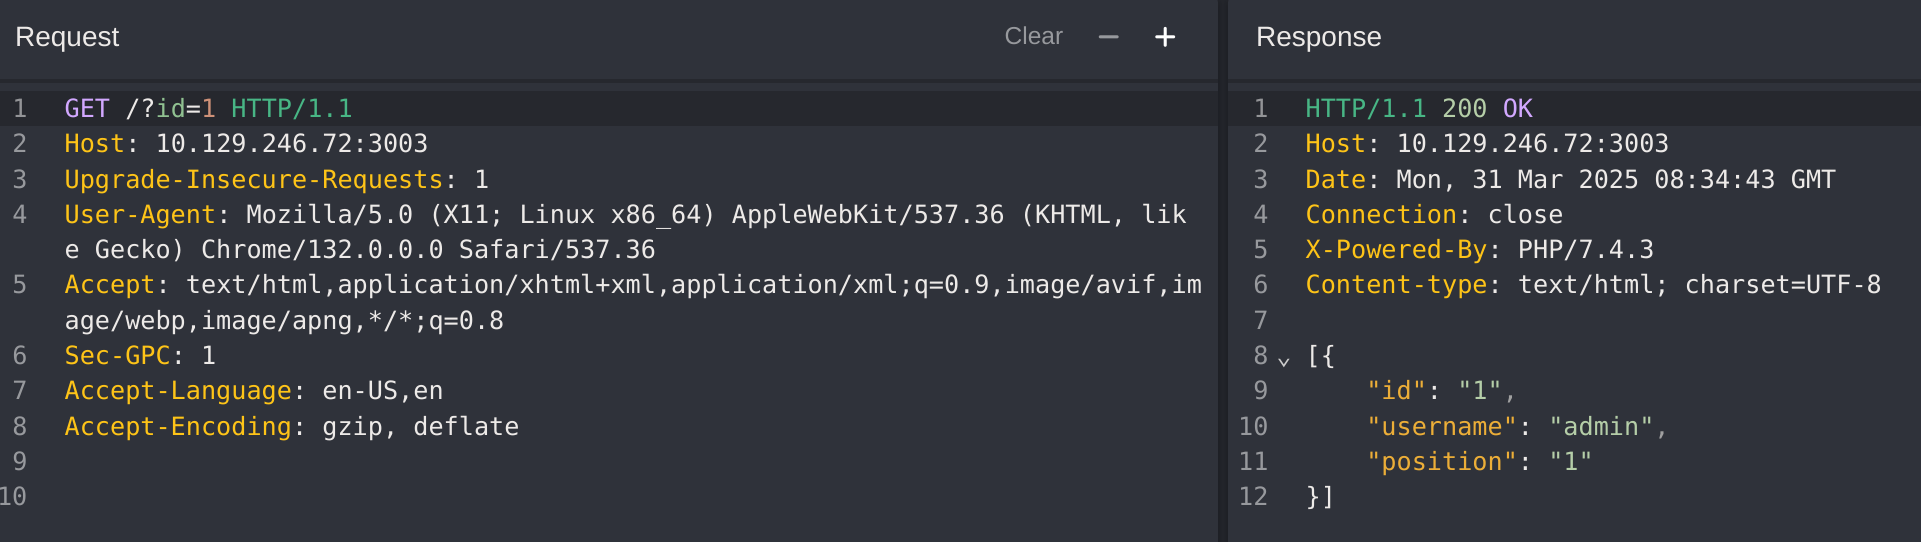 Request
Clear − +
1 GET /?id=1 HTTP/1.1
2 Host: 10.129.246.72:3003
3 Upgrade-Insecure-Requests: 1
4 User-Agent: Mozilla/5.0 (X11; Linux x86_64) AppleWebKit/537.36 (KHTML, lik
e Gecko) Chrome/132.0.0.0 Safari/537.36
5 Accept: text/html,application/xhtml+xml,application/xml;q=0.9,image/avif,im
age/webp,image/apng,*/*;q=0.8
6 Sec-GPC: 1
7 Accept-Language: en-US,en
8 Accept-Encoding: gzip, deflate
9
10
Response
1 HTTP/1.1 200 OK
2 Host: 10.129.246.72:3003
3 Date: Mon, 31 Mar 2025 08:34:43 GMT
4 Connection: close
5 X-Powered-By: PHP/7.4.3
6 Content-type: text/html; charset=UTF-8
7
8 [{
9 "id": "1",
10 "username": "admin",
11 "position": "1"
12 }]